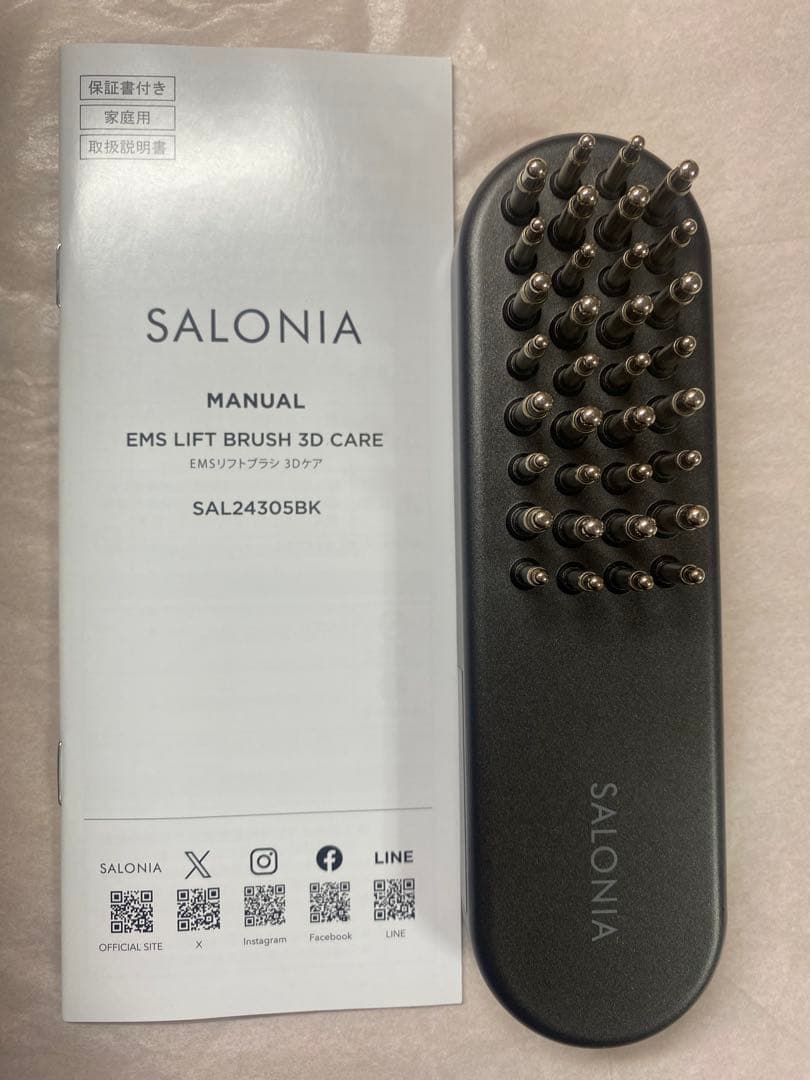 保証書付き
家庭用
取扱説明書
SALONIA
MANUAL
EMS LIFT BRUSH 3D CARE
EMSリフトブラシ 3Dケア
SAL24305BK
SALONIA
LINE
OFFICIAL SITE
X
Instagram
Facebook
LINE
SALONIA